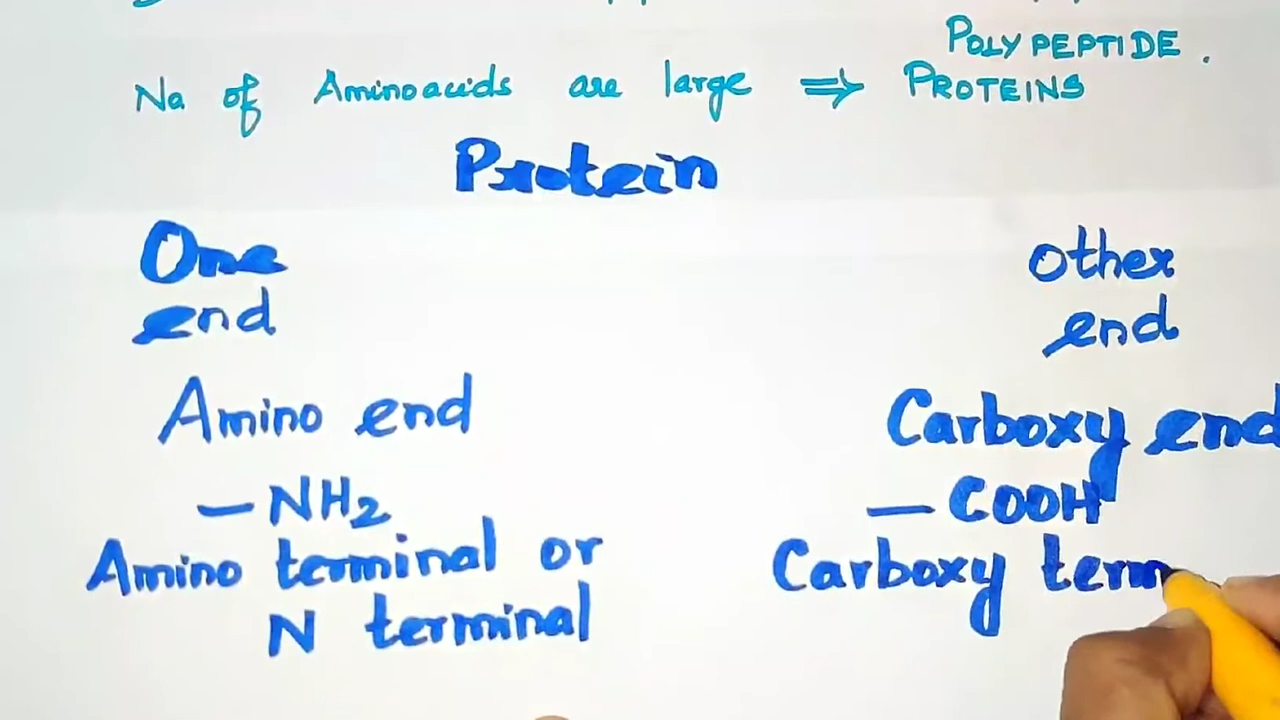 POLYPEPTIDE.
Na of Aminoacids are large ⇒ PROTEINS
Protein
One end
Other end
Amino end
Carboxy end
—NH2
—COOH
Amino terminal or
N terminal
Carboxy term